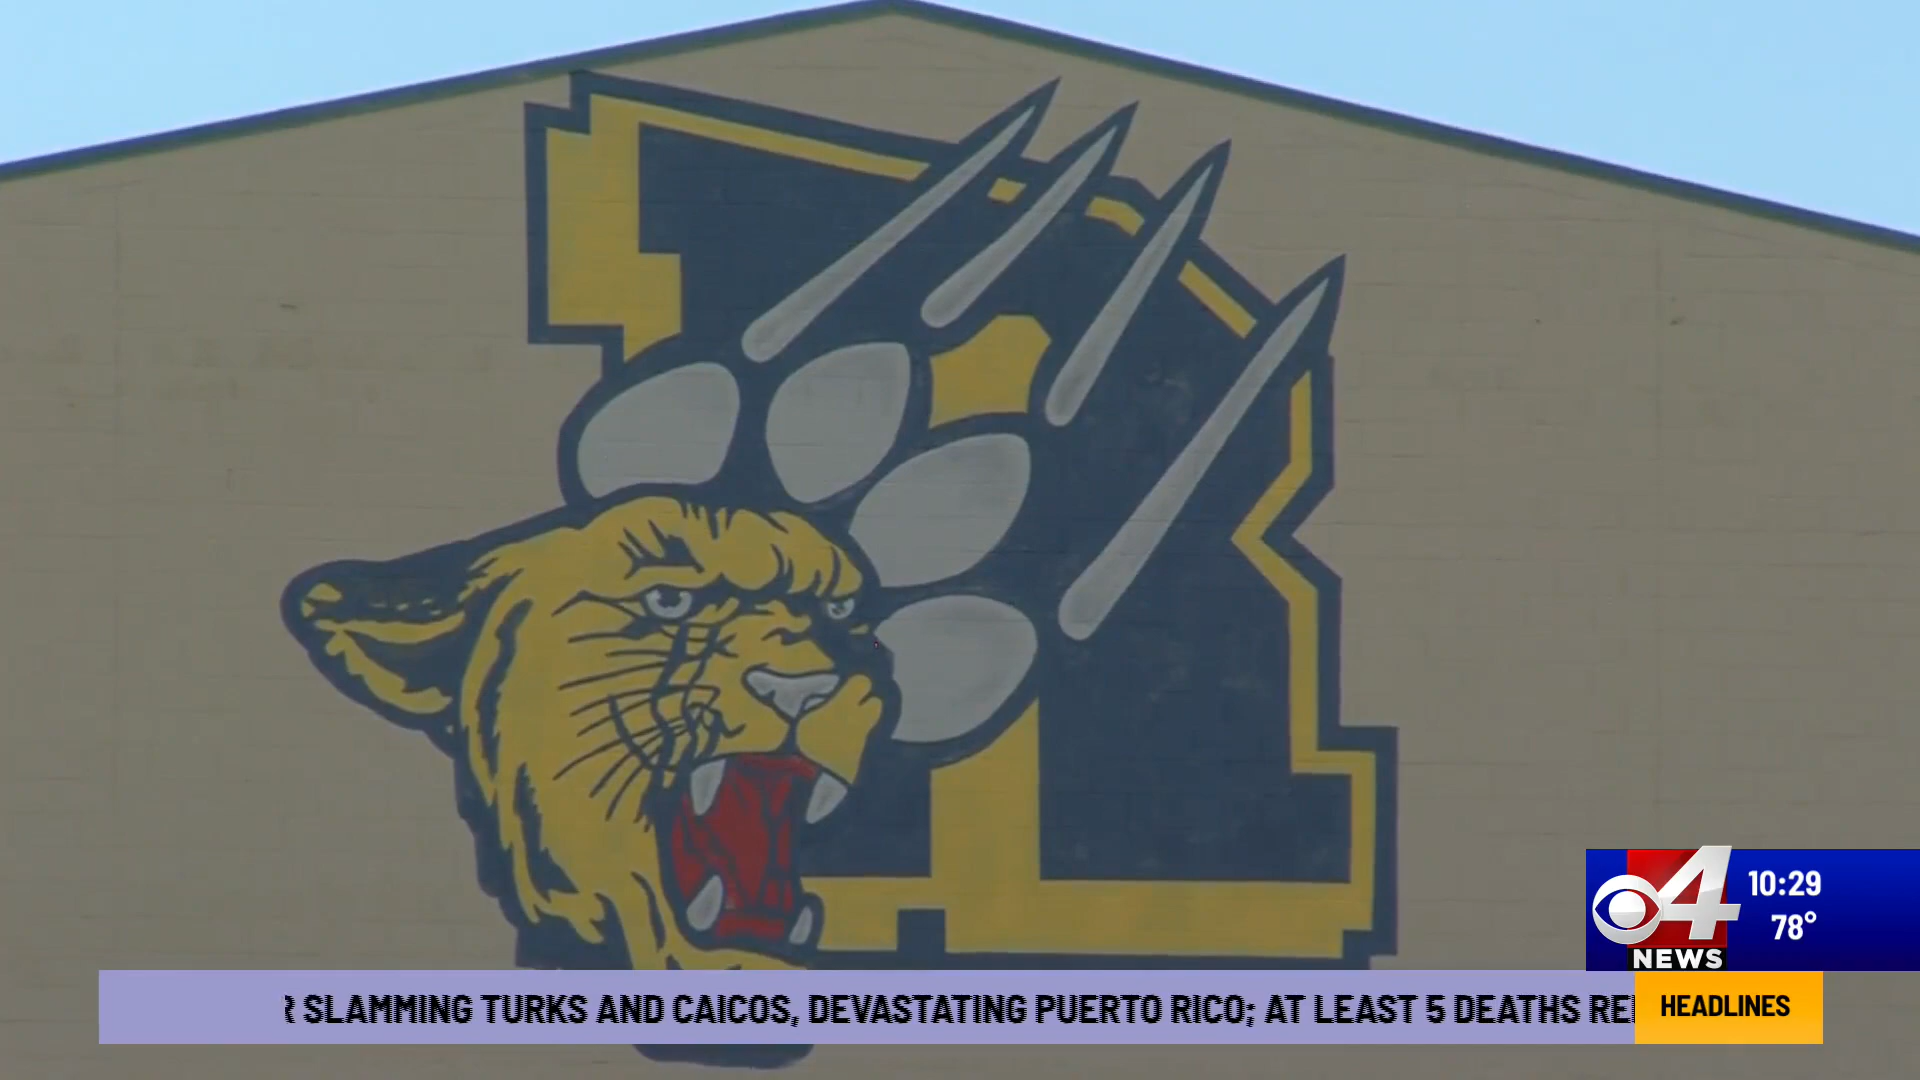 4
NEWS
10:29
78°
SLAMMING TURKS AND CAICOS, DEVASTATING PUERTO RICO; AT LEAST 5 DEATHS
HEADLINES